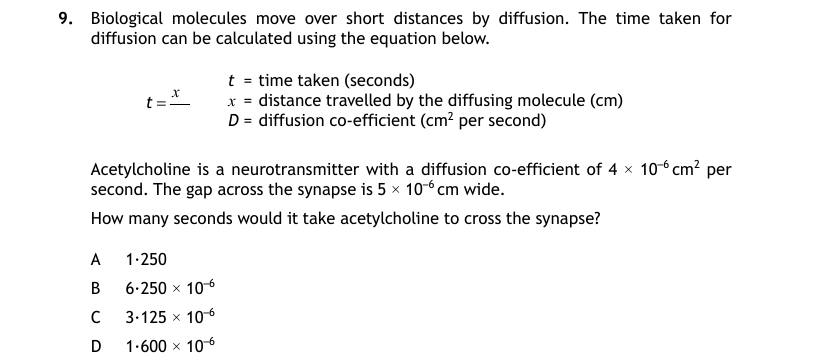 9. Biological molecules move over short distances by diffusion. The time taken for
diffusion can be calculated using the equation below.
t = x/
t = time taken (seconds)
x = distance travelled by the diffusing molecule (cm)
D = diffusion co-efficient (cm² per second)
Acetylcholine is a neurotransmitter with a diffusion co-efficient of 4 × 10⁻⁶ cm² per
second. The gap across the synapse is 5 × 10⁻⁶ cm wide.
How many seconds would it take acetylcholine to cross the synapse?
A 1·250
B 6·250 × 10⁻⁶
C 3·125 × 10⁻⁶
D 1·600 × 10⁻⁶